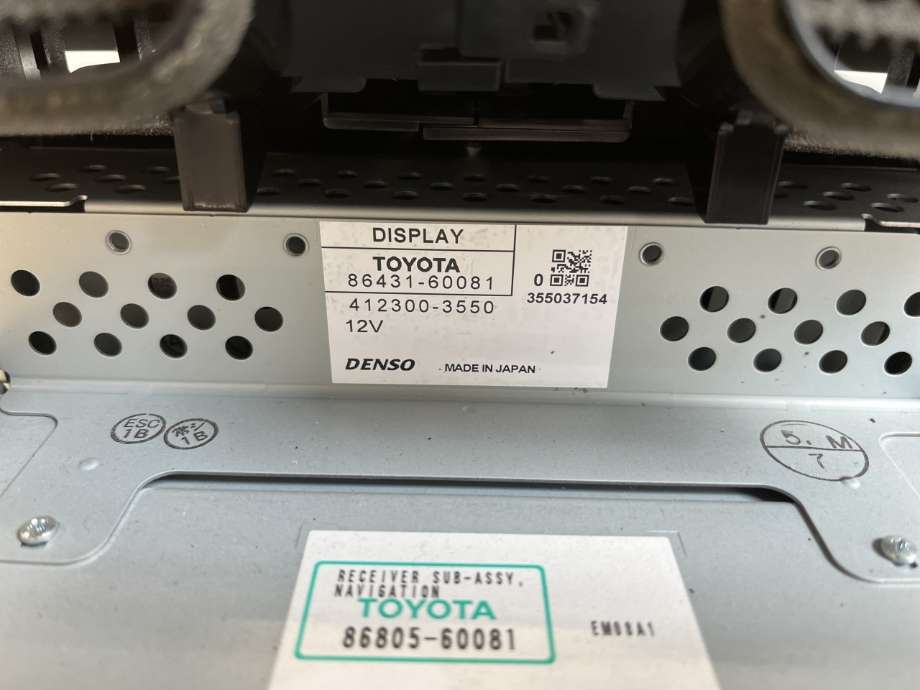 DISPLAY
TOYOTA
86431-60081
412300-3550
12V
DENSO MADE IN JAPAN
0
355037154
ESC
1B
1B
5. M
7
RECEIVER SUB-ASSY,
NAVIGATION
TOYOTA
86805-60081
EM08A1